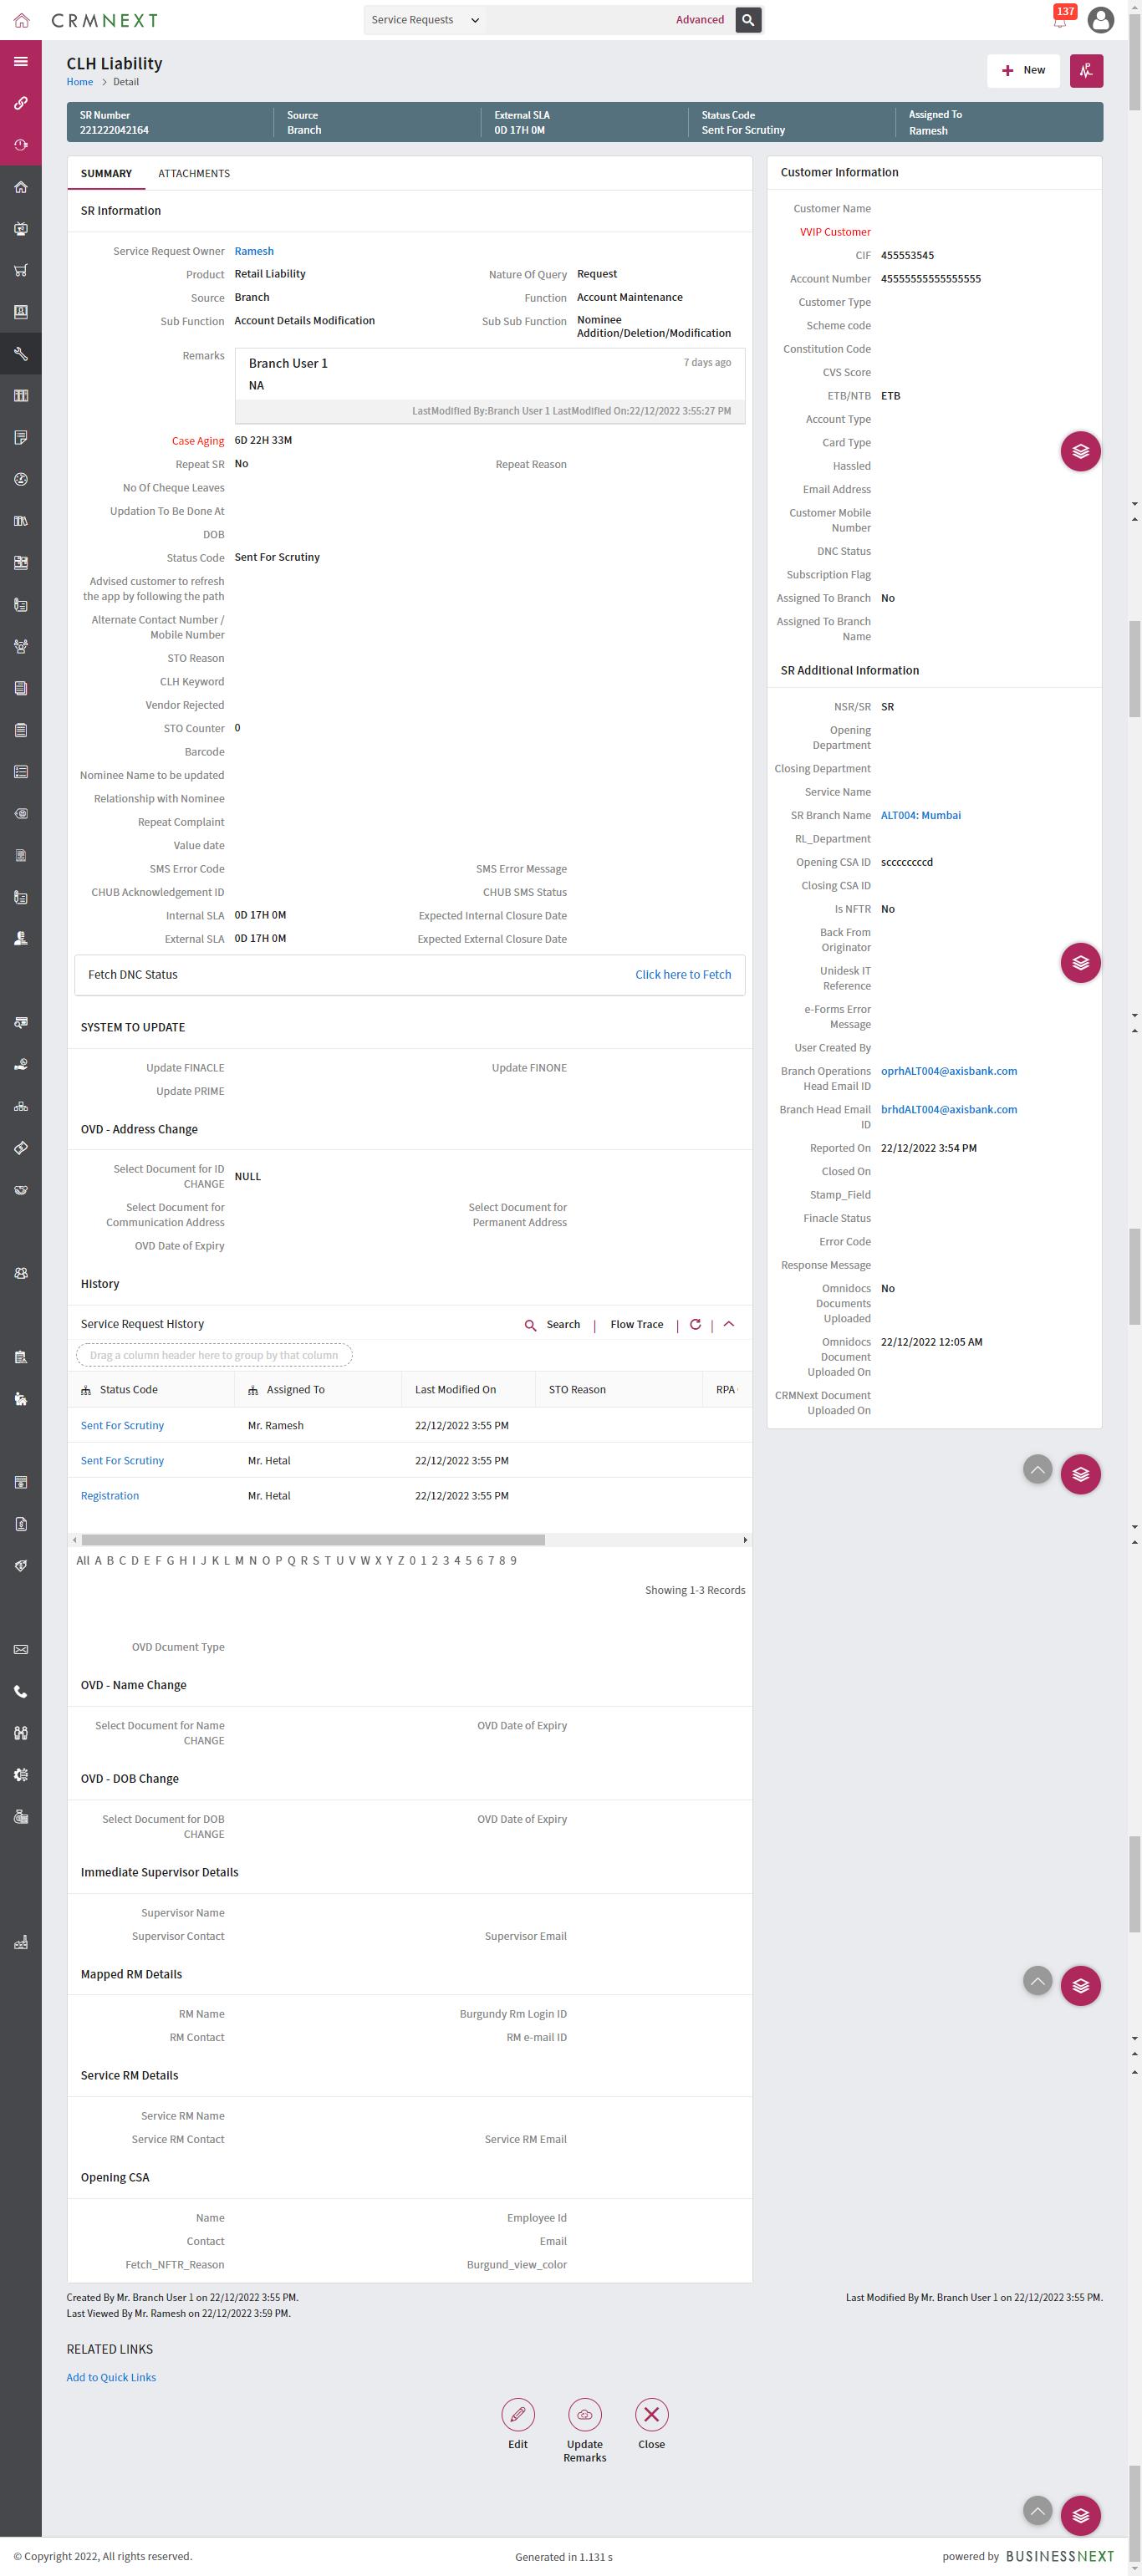 CRMNEXT
Service Requests
Advanced
137
CLH Liability
Home > Detail
New
SR Number
221222042164
Source
Branch
External SLA
0D 17H 0M
Status Code
Sent For Scrutiny
Assigned To
Ramesh
SUMMARY ATTACHMENTS
SR Information
Service Request Owner Ramesh
Product Retail Liability Nature Of Query Request
Source Branch Function Account Maintenance
Sub Function Account Details Modification Sub Sub Function Nominee
Addition/Deletion/Modification
Remarks Branch User 1 7 days ago
NA
LastModified By:Branch User 1 LastModified On:22/12/2022 3:55:27 PM
Case Aging 6D 22H 33M
Repeat SR No Repeat Reason
No Of Cheque Leaves
Updation To Be Done At
DOB
Status Code Sent For Scrutiny
Advised customer to refresh
the app by following the path
Alternate Contact Number /
Mobile Number
STO Reason
CLH Keyword
Vendor Rejected
STO Counter 0
Barcode
Nominee Name to be updated
Relationship with Nominee
Repeat Complaint
Value date
SMS Error Code SMS Error Message
CHUB Acknowledgement ID CHUB SMS Status
Internal SLA 0D 17H 0M Expected Internal Closure Date
External SLA 0D 17H 0M Expected External Closure Date
Fetch DNC Status Click here to Fetch
SYSTEM TO UPDATE
Update FINACLE Update FINONE
Update PRIME
OVD - Address Change
Select Document for ID
CHANGE NULL
Select Document for
Communication Address
Select Document for
Permanent Address
OVD Date of Expiry
History
Service Request History Search | Flow Trace | |
Drag a column header here to group by that column
Status Code Assigned To Last Modified On STO Reason RPA
Sent For Scrutiny Mr. Ramesh 22/12/2022 3:55 PM
Sent For Scrutiny Mr. Hetal 22/12/2022 3:55 PM
Registration Mr. Hetal 22/12/2022 3:55 PM
All A B C D E F G H I J K L M N O P Q R S T U V W X Y Z 0 1 2 3 4 5 6 7 8 9
Showing 1-3 Records
OVD Dcument Type
OVD - Name Change
Select Document for Name
CHANGE
OVD Date of Expiry
OVD - DOB Change
Select Document for DOB
CHANGE
OVD Date of Expiry
Immediate Supervisor Details
Supervisor Name
Supervisor Contact Supervisor Email
Mapped RM Details
RM Name Burgundy Rm Login ID
RM Contact RM e-mail ID
Service RM Details
Service RM Name
Service RM Contact Service RM Email
Opening CSA
Name Employee Id
Contact Email
Fetch_NFTR_Reason Burgund_view_color
Customer Information
Customer Name
VVIP Customer
CIF 455553545
Account Number 45555555555555555
Customer Type
Scheme code
Constitution Code
CVS Score
ETB/NTB ETB
Account Type
Card Type
Hassled
Email Address
Customer Mobile
Number
DNC Status
Subscription Flag
Assigned To Branch No
Assigned To Branch
Name
SR Additional Information
NSR/SR SR
Opening
Department
Closing Department
Service Name
SR Branch Name ALT004: Mumbai
RL_Department
Opening CSA ID scccccccccd
Closing CSA ID
Is NFTR No
Back From
Originator
Unidesk IT
Reference
e-Forms Error
Message
User Created By
Branch Operations
Head Email ID oprhALT004@axisbank.com
Branch Head Email
ID brhdALT004@axisbank.com
Reported On 22/12/2022 3:54 PM
Closed On
Stamp_Field
Finacle Status
Error Code
Response Message
Omnidocs
Documents
Uploaded No
Omnidocs
Document
Uploaded On 22/12/2022 12:05 AM
CRMNext Document
Uploaded On
Created By Mr. Branch User 1 on 22/12/2022 3:55 PM.
Last Viewed By Mr. Ramesh on 22/12/2022 3:59 PM.
Last Modified By Mr. Branch User 1 on 22/12/2022 3:55 PM.
RELATED LINKS
Add to Quick Links
Edit
Update
Remarks
Close
© Copyright 2022, All rights reserved. Generated in 1.131 s powered by BUSINESSNEXT